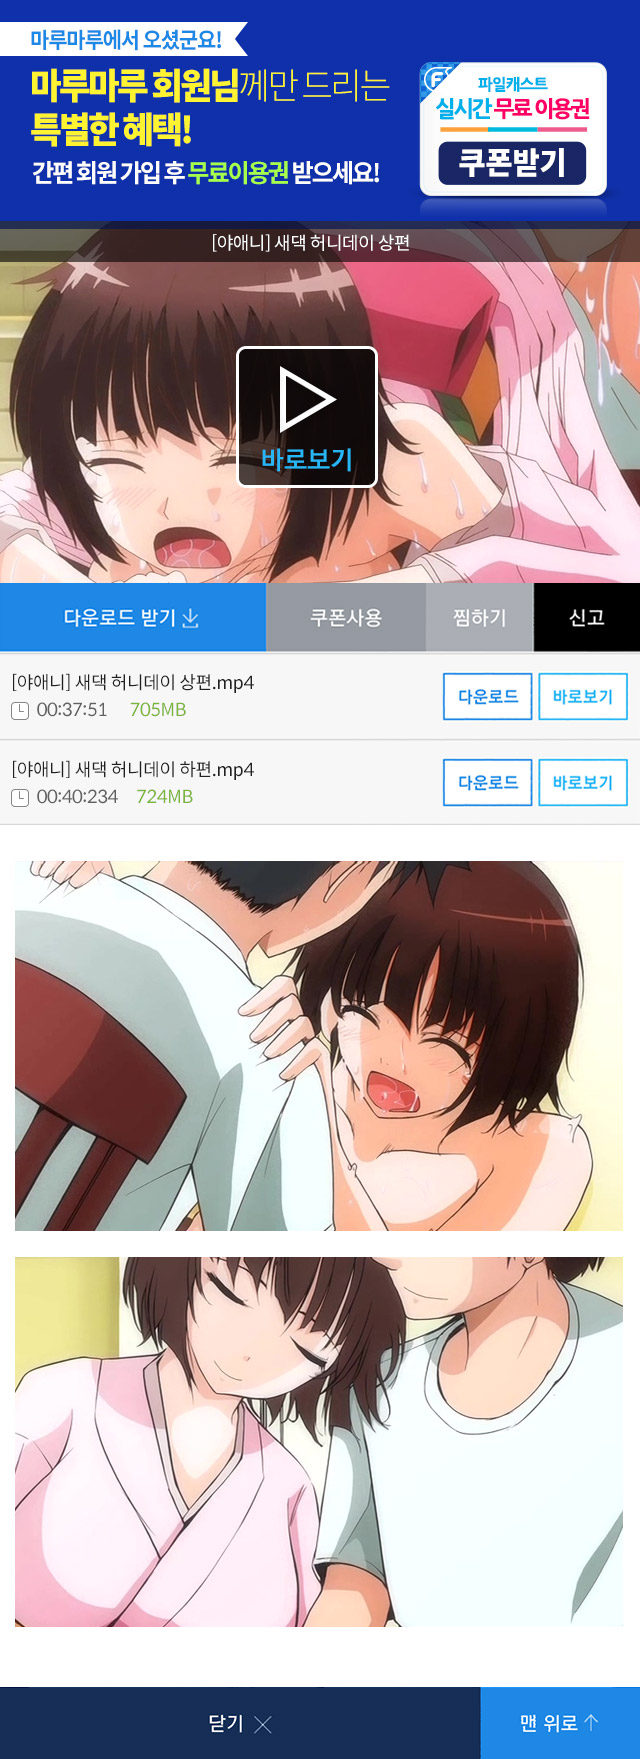 마루마루에서 오셨군요!
마루마루 회원님께만 드리는
특별한 혜택!
간편 회원 가입 후 무료이용권 받으세요!
파일캐스트
실시간 무료 이용권
쿠폰받기
[야애니] 새댁 허니데이 상편
바로보기
다운로드 받기 쿠폰사용 찜하기 신고
[야애니] 새댁 허니데이 상편.mp4
00:37:51 705MB
다운로드 바로보기
[야애니] 새댁 허니데이 하편.mp4
00:40:234 724MB
다운로드 바로보기
닫기 맨 위로